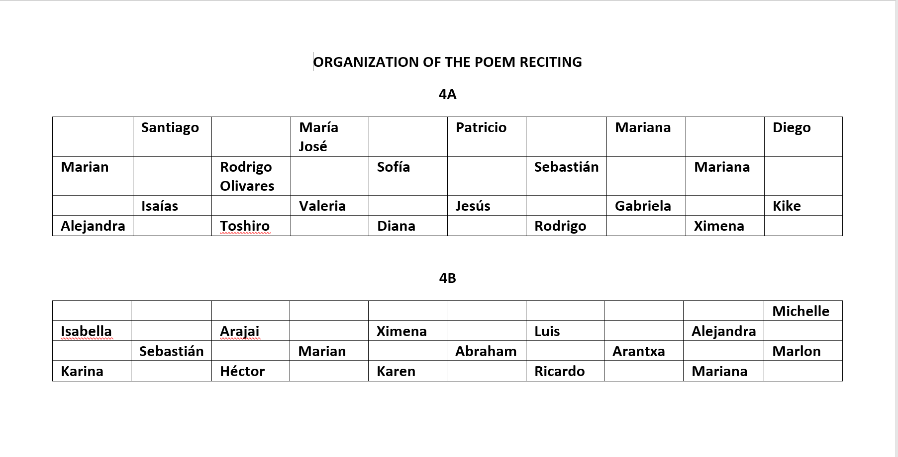 ORGANIZATION OF THE POEM RECITING
4A
Santiago María José Patricio Mariana Diego
Marian Rodrigo Olivares Sofía Sebastián Mariana
Isaías Valeria Jesús Gabriela Kike
Alejandra Toshiro Diana Rodrigo Ximena
4B
Michelle
Isabella Arajai Ximena Luis Alejandra
Sebastián Marian Abraham Arantxa Marlon
Karina Héctor Karen Ricardo Mariana